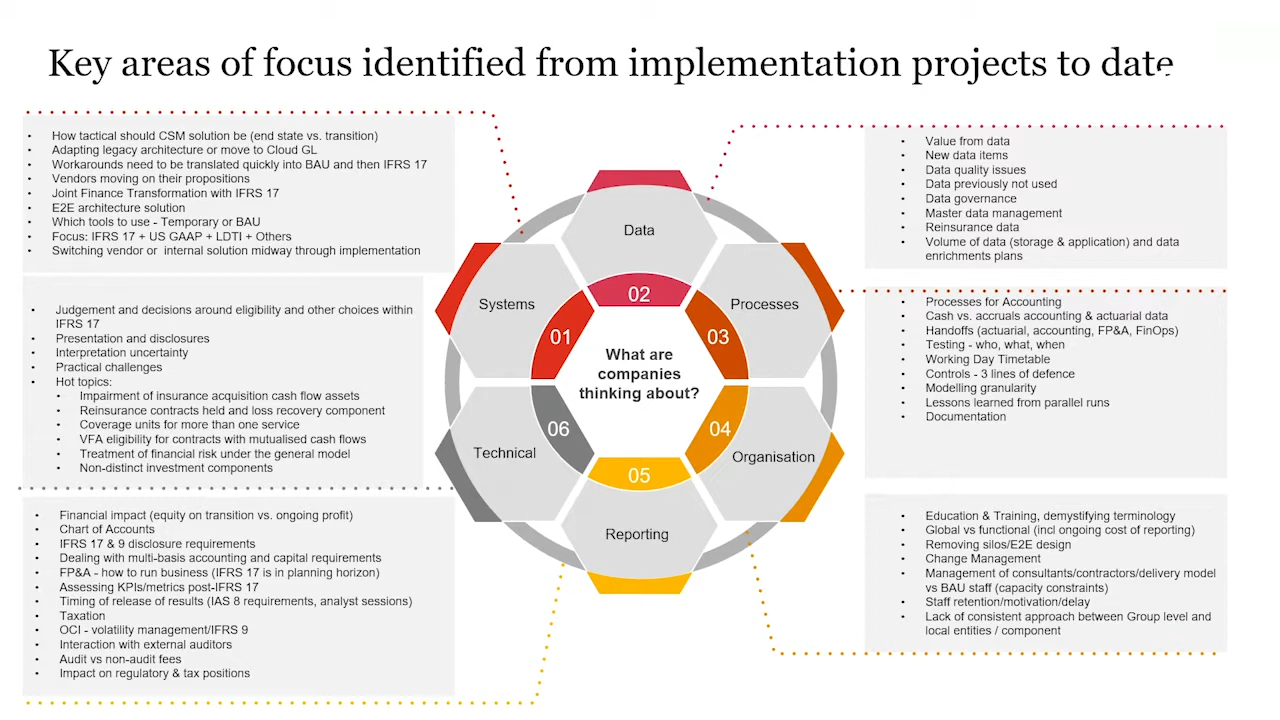 Key areas of focus identified from implementation projects to date
• How tactical should CSM solution be (end state vs. transition)
• Adapting legacy architecture or move to Cloud GL
• Workarounds need to be translated quickly into BAU and then IFRS 17
• Vendors moving on their propositions
• Joint Finance Transformation with IFRS 17
• E2E architecture solution
• Which tools to use - Temporary or BAU
• Focus: IFRS 17 + US GAAP + LDTI + Others
• Switching vendor or internal solution midway through implementation
• Judgement and decisions around eligibility and other choices within
IFRS 17
• Presentation and disclosures
• Interpretation uncertainty
• Practical challenges
• Hot topics:
• Impairment of insurance acquisition cash flow assets
• Reinsurance contracts held and loss recovery component
• Coverage units for more than one service
• VFA eligibility for contracts with mutualised cash flows
• Treatment of financial risk under the general model
• Non-distinct investment components
• Financial impact (equity on transition vs. ongoing profit)
• Chart of Accounts
• IFRS 17 & 9 disclosure requirements
• Dealing with multi-basis accounting and capital requirements
• FP&A - how to run business (IFRS 17 is in planning horizon)
• Assessing KPIs/metrics post-IFRS 17
• Timing of release of results (IAS 8 requirements, analyst sessions)
• Taxation
• OCI - volatility management/IFRS 9
• Interaction with external auditors
• Audit vs non-audit fees
• Impact on regulatory & tax positions
Data
02
Systems
01
Processes
03
What are
companies
thinking about?
06
Technical
04
Organisation
05
Reporting
• Value from data
• New data items
• Data quality issues
• Data previously not used
• Data governance
• Master data management
• Reinsurance data
• Volume of data (storage & application) and data
enrichments plans
• Processes for Accounting
• Cash vs. accruals accounting & actuarial data
• Handoffs (actuarial, accounting, FP&A, FinOps)
• Testing - who, what, when
• Working Day Timetable
• Controls - 3 lines of defence
• Modelling granularity
• Lessons learned from parallel runs
• Documentation
• Education & Training, demystifying terminology
• Global vs functional (incl ongoing cost of reporting)
• Removing silos/E2E design
• Change Management
• Management of consultants/contractors/delivery model
vs BAU staff (capacity constraints)
• Staff retention/motivation/delay
• Lack of consistent approach between Group level and
local entities / component